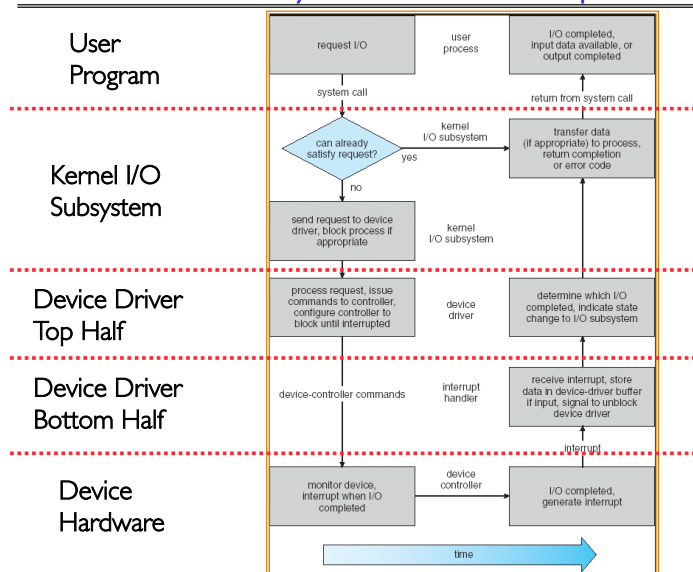 User
Program
request I/O
user
process
I/O completed,
input data available, or
output completed
system call
return from system call
Kernel I/O
Subsystem
can already
satisfy request?
yes
no
kernel
I/O subsystem
transfer data
(if appropriate) to process,
return completion
or error code
send request to device
driver, block process if
appropriate
kernel
I/O subsystem
Device Driver
Top Half
process request, issue
commands to controller,
configure controller to
block until interrupted
device
driver
determine which I/O
completed, indicate state
change to I/O subsystem
Device Driver
Bottom Half
device-controller commands
interrupt
handler
receive interrupt, store
data in device-driver buffer
if input, signal to unblock
device driver
interrupt
Device
Hardware
monitor device,
interrupt when I/O
completed
device
controller
I/O completed,
generate interrupt
time